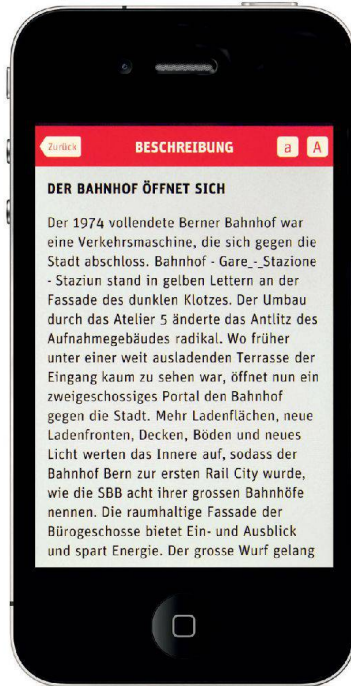 Zurück BESCHREIBUNG a A
DER BAHNHOF ÖFFNET SICH
Der 1974 vollendete Berner Bahnhof war
eine Verkehrsmaschine, die sich gegen die
Stadt abschloss. Bahnhof - Gare_-_Stazione
- Staziun stand in gelben Lettern an der
Fassade des dunklen Klotzes. Der Umbau
durch das Atelier 5 änderte das Antlitz des
Aufnahmegebäudes radikal. Wo früher
unter einer weit ausladenden Terrasse der
Eingang kaum zu sehen war, öffnet nun ein
zweigeschossiges Portal den Bahnhof
gegen die Stadt. Mehr Ladenflächen, neue
Ladenfronten, Decken, Böden und neues
Licht werten das Innere auf, sodass der
Bahnhof Bern zur ersten Rail City wurde,
wie die SBB acht ihrer grossen Bahnhöfe
nennen. Die raumhaltige Fassade der
Bürogeschosse bietet Ein- und Ausblick
und spart Energie. Der grosse Wurf gelang